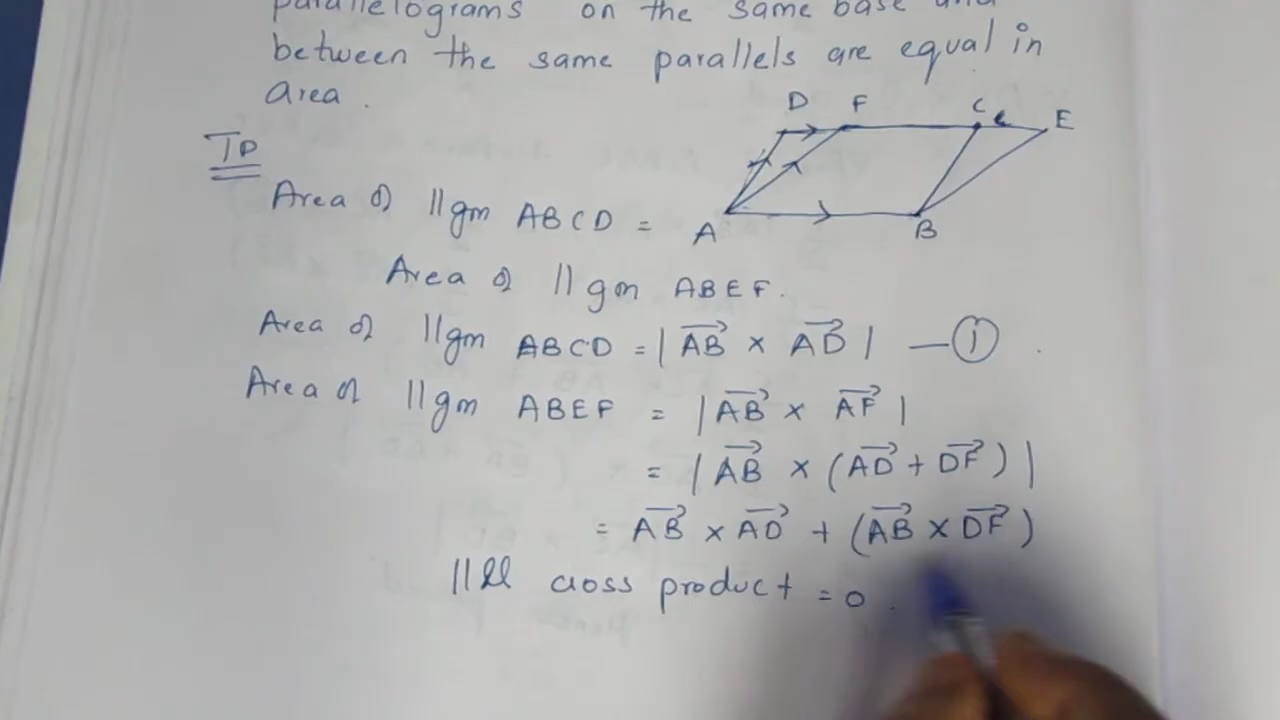 parallelograms on the same base and
between the same parallels are equal in
area.
D F C E
A B
TP
Area of ||gm ABCD =
Area of ||gm ABEF.
Area of ||gm ABCD = |AB × AD| — ①
Area of ||gm ABEF = |AB × AF|
= |AB × (AD + DF)|
= AB × AD + (AB × DF)
||ll cross product = 0.